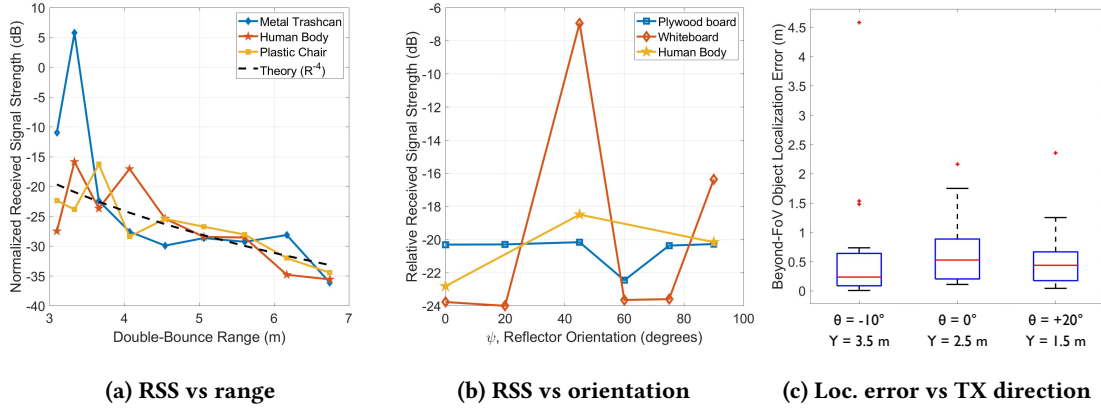 Metal Trashcan
Human Body
Plastic Chair
Theory (R-4)
10
5
0
-5
-10
-15
-20
-25
-30
-35
-40
Normalized Received Signal Strength (dB)
3 4 5 6 7
Double-Bounce Range (m)
(a) RSS vs range
Plywood board
Whiteboard
Human Body
-6
-8
-10
-12
-14
-16
-18
-20
-22
-24
Relative Received Signal Strength (dB)
0 20 40 60 80 100
ψ, Reflector Orientation (degrees)
(b) RSS vs orientation
4.5
4
3.5
3
2.5
2
1.5
1
0.5
0
Beyond-FoV Object Localization Error (m)
θ = -10° θ = 0° θ = +20°
Y = 3.5 m Y = 2.5 m Y = 1.5 m
(c) Loc. error vs TX direction